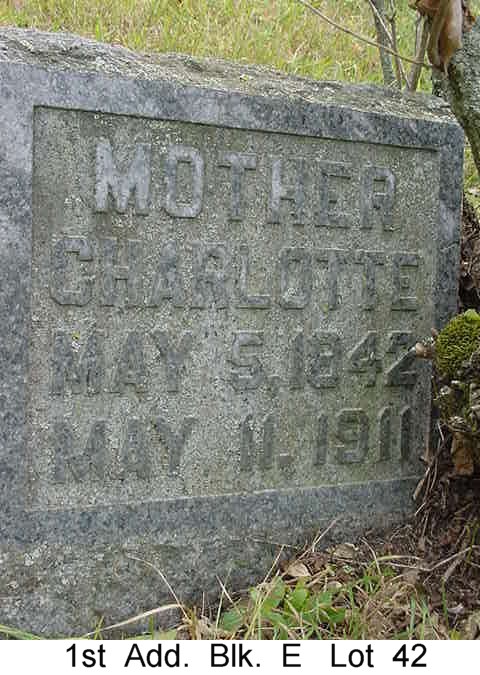 MOTHER
CHARLOTTE
MAY 5, 1842
MAY 11, 1911
1st Add. Blk. E Lot 42